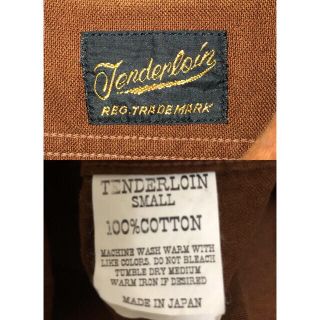 Tenderloin
REG. TRADE MARK
TENDERLOIN
SMALL
100%COTTON
MACHINE WASH WARM WITH
LIKE COLORS. DO NOT BLEACH
TUMBLE DRY MEDIUM
WARM IRON IF DESIRED
MADE IN JAPAN